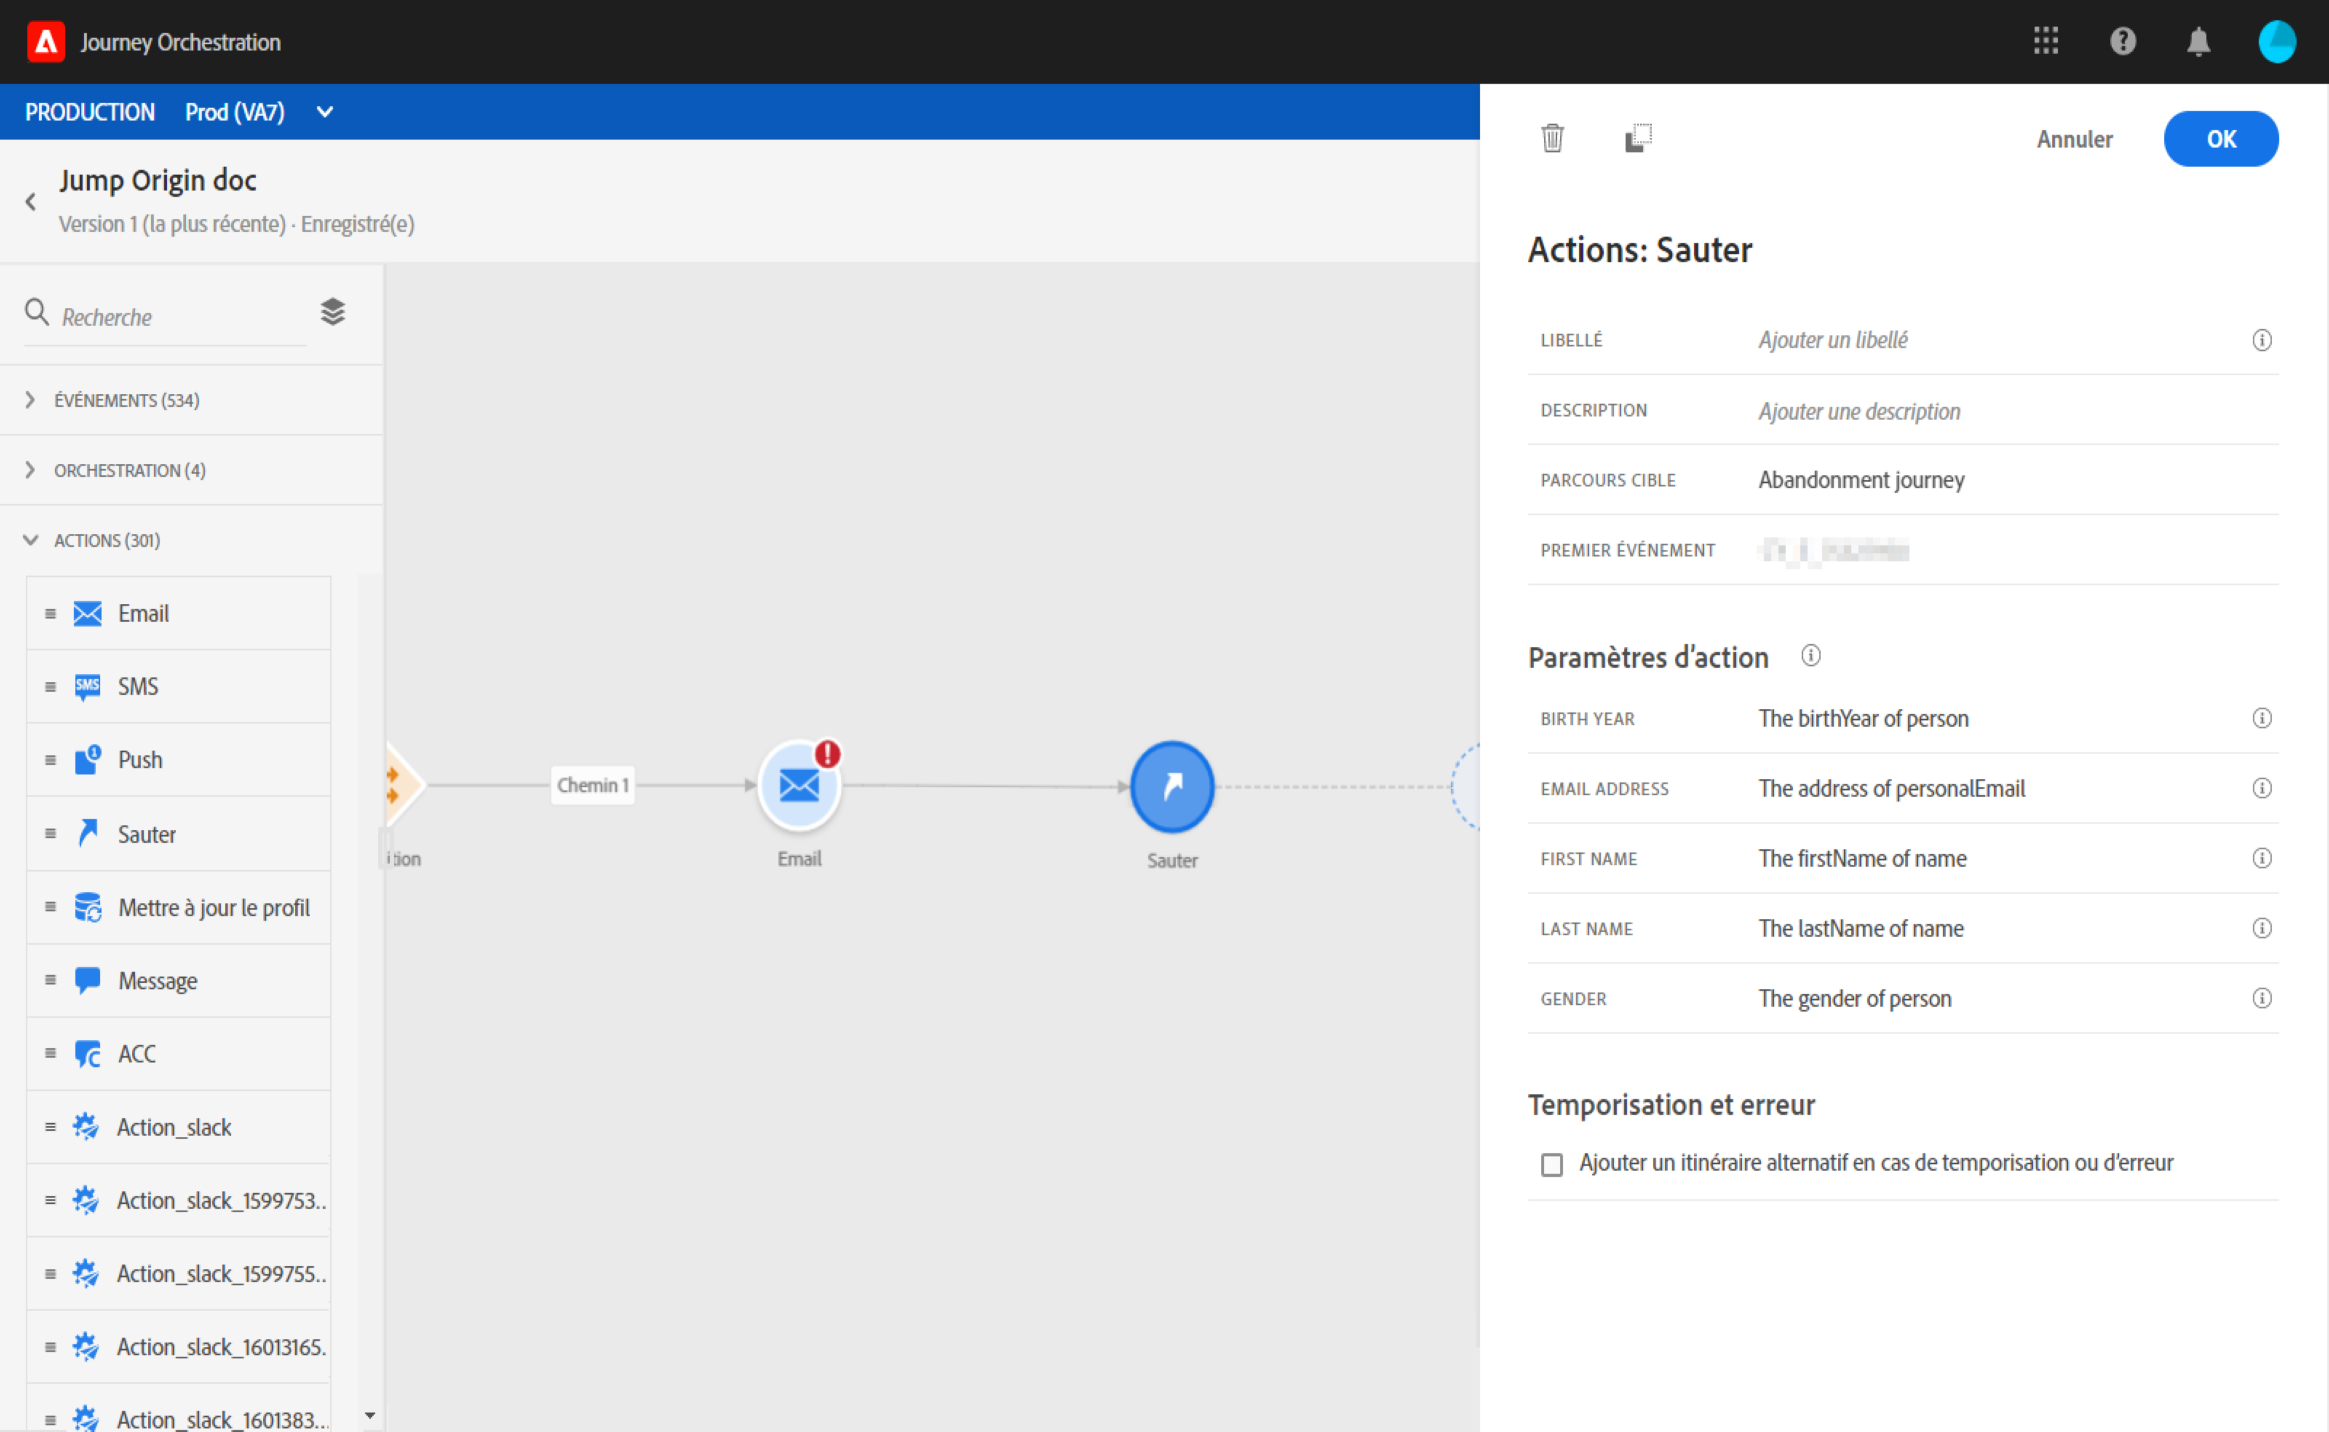 Journey Orchestration
PRODUCTION Prod (VA7)
Jump Origin doc
Version 1 (la plus récente) · Enregistré(e)
Recherche
ÉVÉNEMENTS (534)
ORCHESTRATION (4)
ACTIONS (301)
Email
SMS
SMS
Push
Sauter
Mettre à jour le profil
Message
ACC
Action_slack
Action_slack_1599753..
Action_slack_1599755..
Action_slack_16013165.
Action_slack_1601383...
Chemin 1
Email
Sauter
Annuler
OK
Actions: Sauter
LIBELLÉ Ajouter un libellé
DESCRIPTION Ajouter une description
PARCOURS CIBLE Abandonment journey
PREMIER ÉVÉNEMENT
Paramètres d'action
BIRTH YEAR The birthYear of person
EMAIL ADDRESS The address of personalEmail
FIRST NAME The firstName of name
LAST NAME The lastName of name
GENDER The gender of person
Temporisation et erreur
Ajouter un itinéraire alternatif en cas de temporisation ou d'erreur